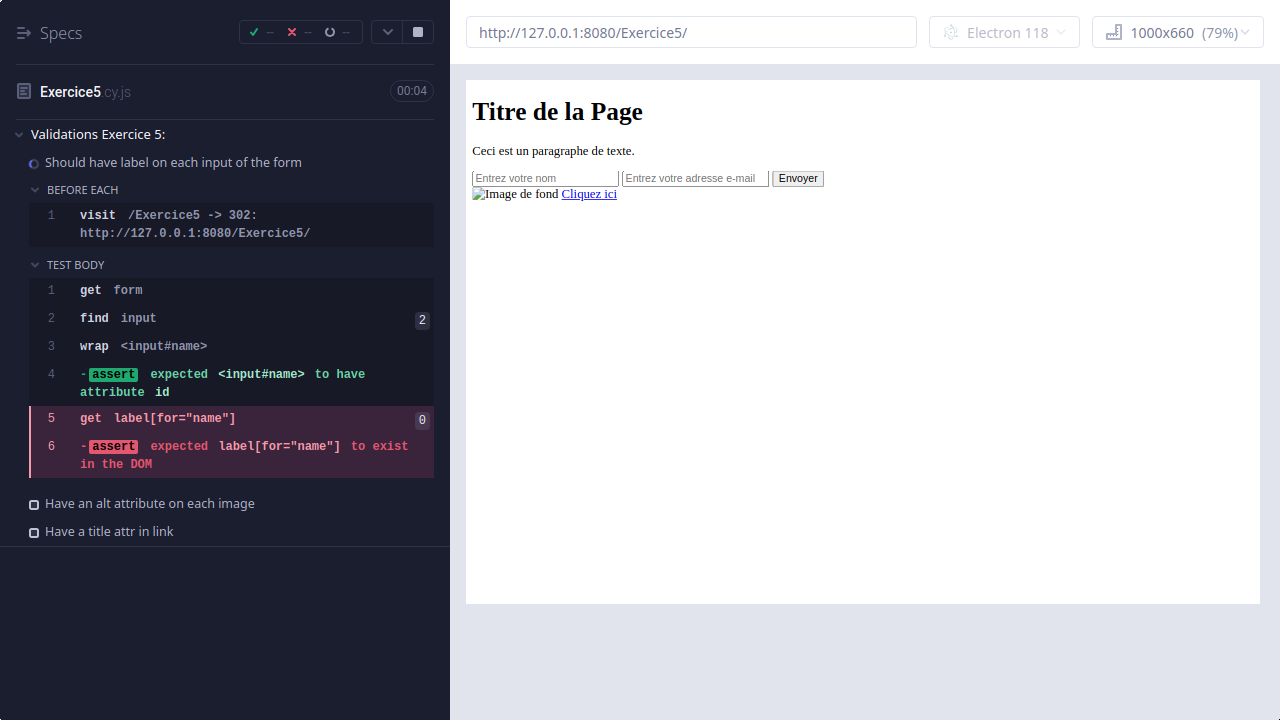 Specs
--
--
--
Exercice5.cy.js
00:04
Validations Exercice 5:
Should have label on each input of the form
BEFORE EACH
1 visit /Exercice5 -> 302:
http://127.0.0.1:8080/Exercice5/
TEST BODY
1 get form
2 find input 2
3 wrap <input#name>
4 -assert expected <input#name> to have
attribute id
5 get label[for="name"] 0
6 -assert expected label[for="name"] to exist
in the DOM
Have an alt attribute on each image
Have a title attr in link
http://127.0.0.1:8080/Exercice5/
Electron 118
1000x660 (79%)
Titre de la Page
Ceci est un paragraphe de texte.
Entrez votre nom Entrez votre adresse e-mail Envoyer
Image de fond Cliquez ici